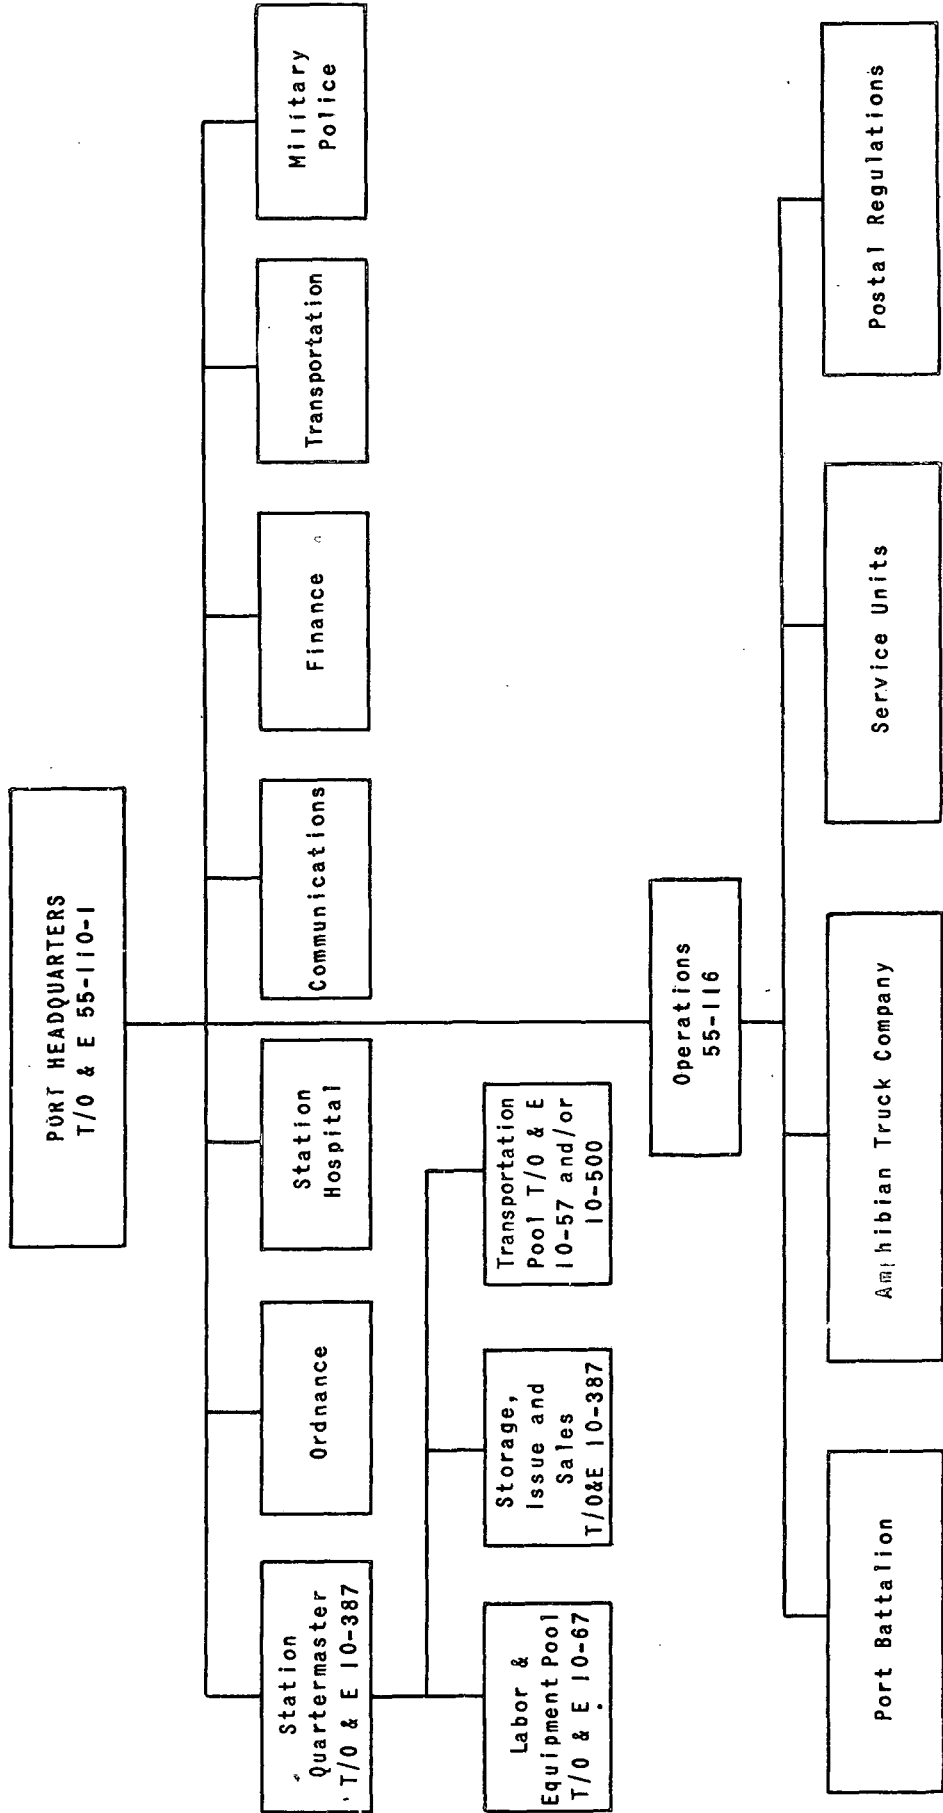 PORT HEADQUARTERS
T/O & E 55-110-1
Station
Quartermaster
T/O & E 10-387
Ordnance
Station
Hospital
Communications
Finance
Transportation
Military
Police
Labor &
Equipment Pool
T/O & E 10-67
Storage,
Issue and
Sales
T/O&E 10-387
Transportation
Pool T/O & E
10-57 and/or
10-500
Operations
55-116
Port Battalion
Amphibian Truck Company
Service Units
Postal Regulations